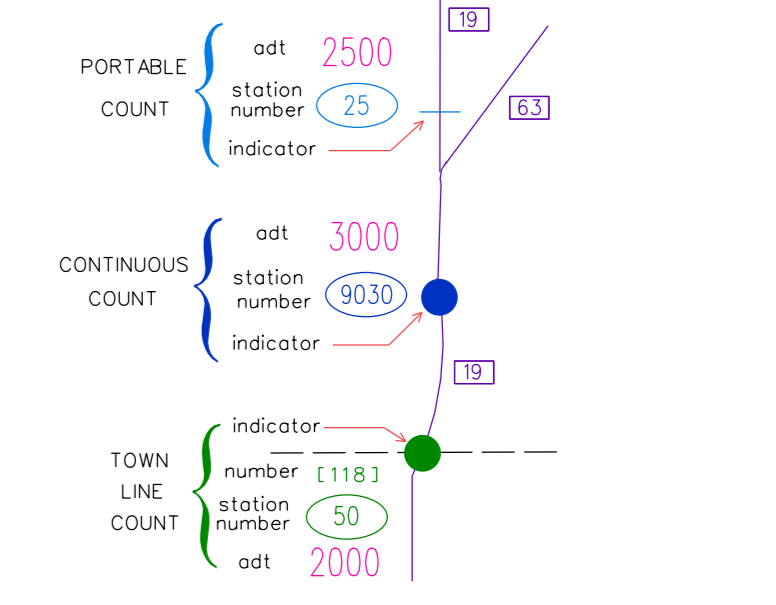 19
PORTABLE
COUNT
adt 2500
station
number 25
indicator
63
CONTINUOUS
COUNT
adt 3000
station
number 9030
indicator
19
TOWN
LINE
COUNT
indicator
number [118]
station
number 50
adt 2000